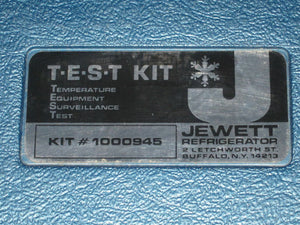 T·E·S·T KIT
TEMPERATURE
EQUIPMENT
SURVEILLANCE
TEST
KIT # 1000945
J
JEWETT
REFRIGERATOR
2 LETCHWORTH ST.
BUFFALO, N.Y. 14213